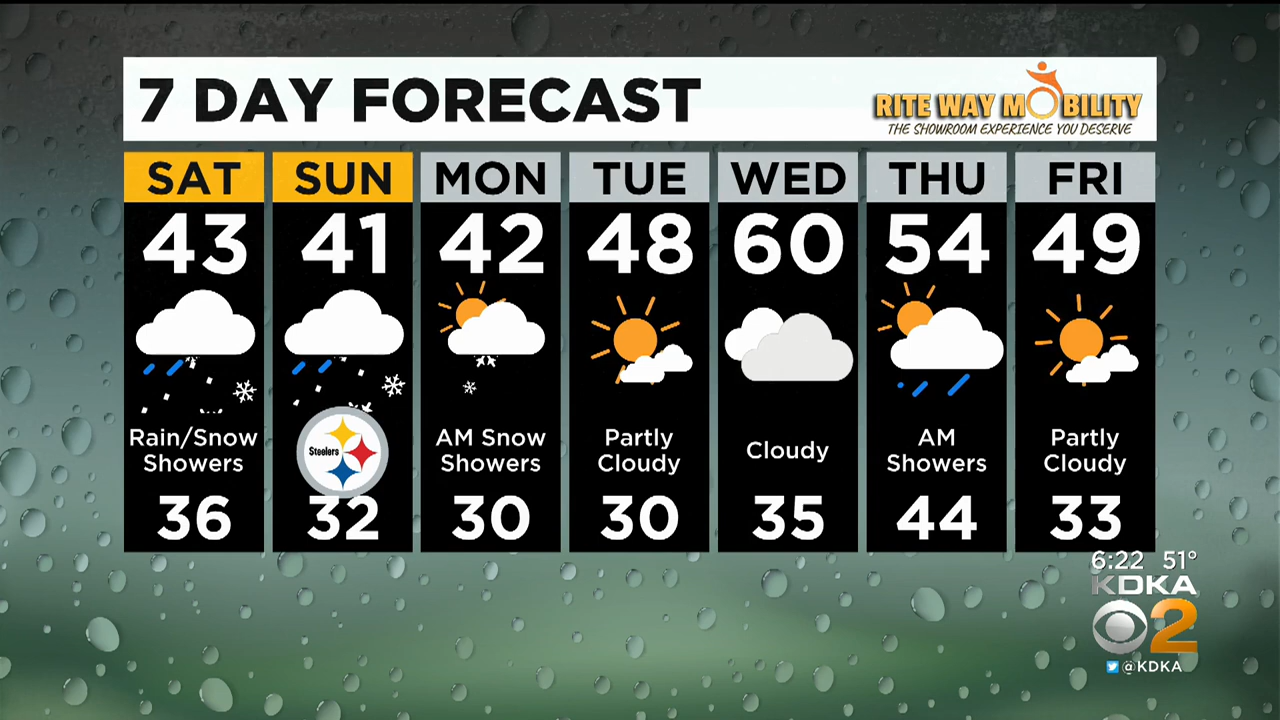 7 DAY FORECAST
RITE WAY MOBILITY
THE SHOWROOM EXPERIENCE YOU DESERVE
SAT SUN MON TUE WED THU FRI
43 41 42 48 60 54 49
Rain/Snow
Showers
Steelers
AM Snow
Showers
Partly
Cloudy
Cloudy
AM
Showers
Partly
Cloudy
36 32 30 30 35 44 33
6:22 51°
KDKA
2
@KDKA